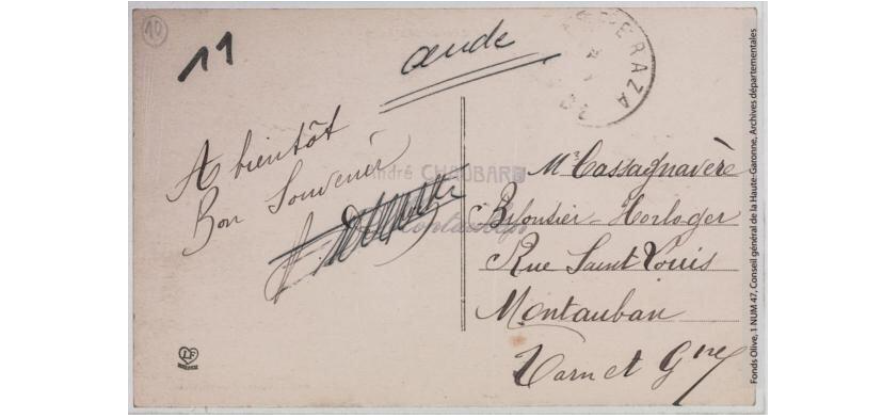 10
11
aude
ERAZA
A bientôt
Bon Souvenir
André CHAUBARD
Montauban
Mr Cassagnavère
Bijoutier-Horloger
Rue Saint Louis
Montauban
Tarn et Gne
LF
Fonds Olive, 1 NUM 47, Conseil général de la Haute-Garonne, Archives départementales